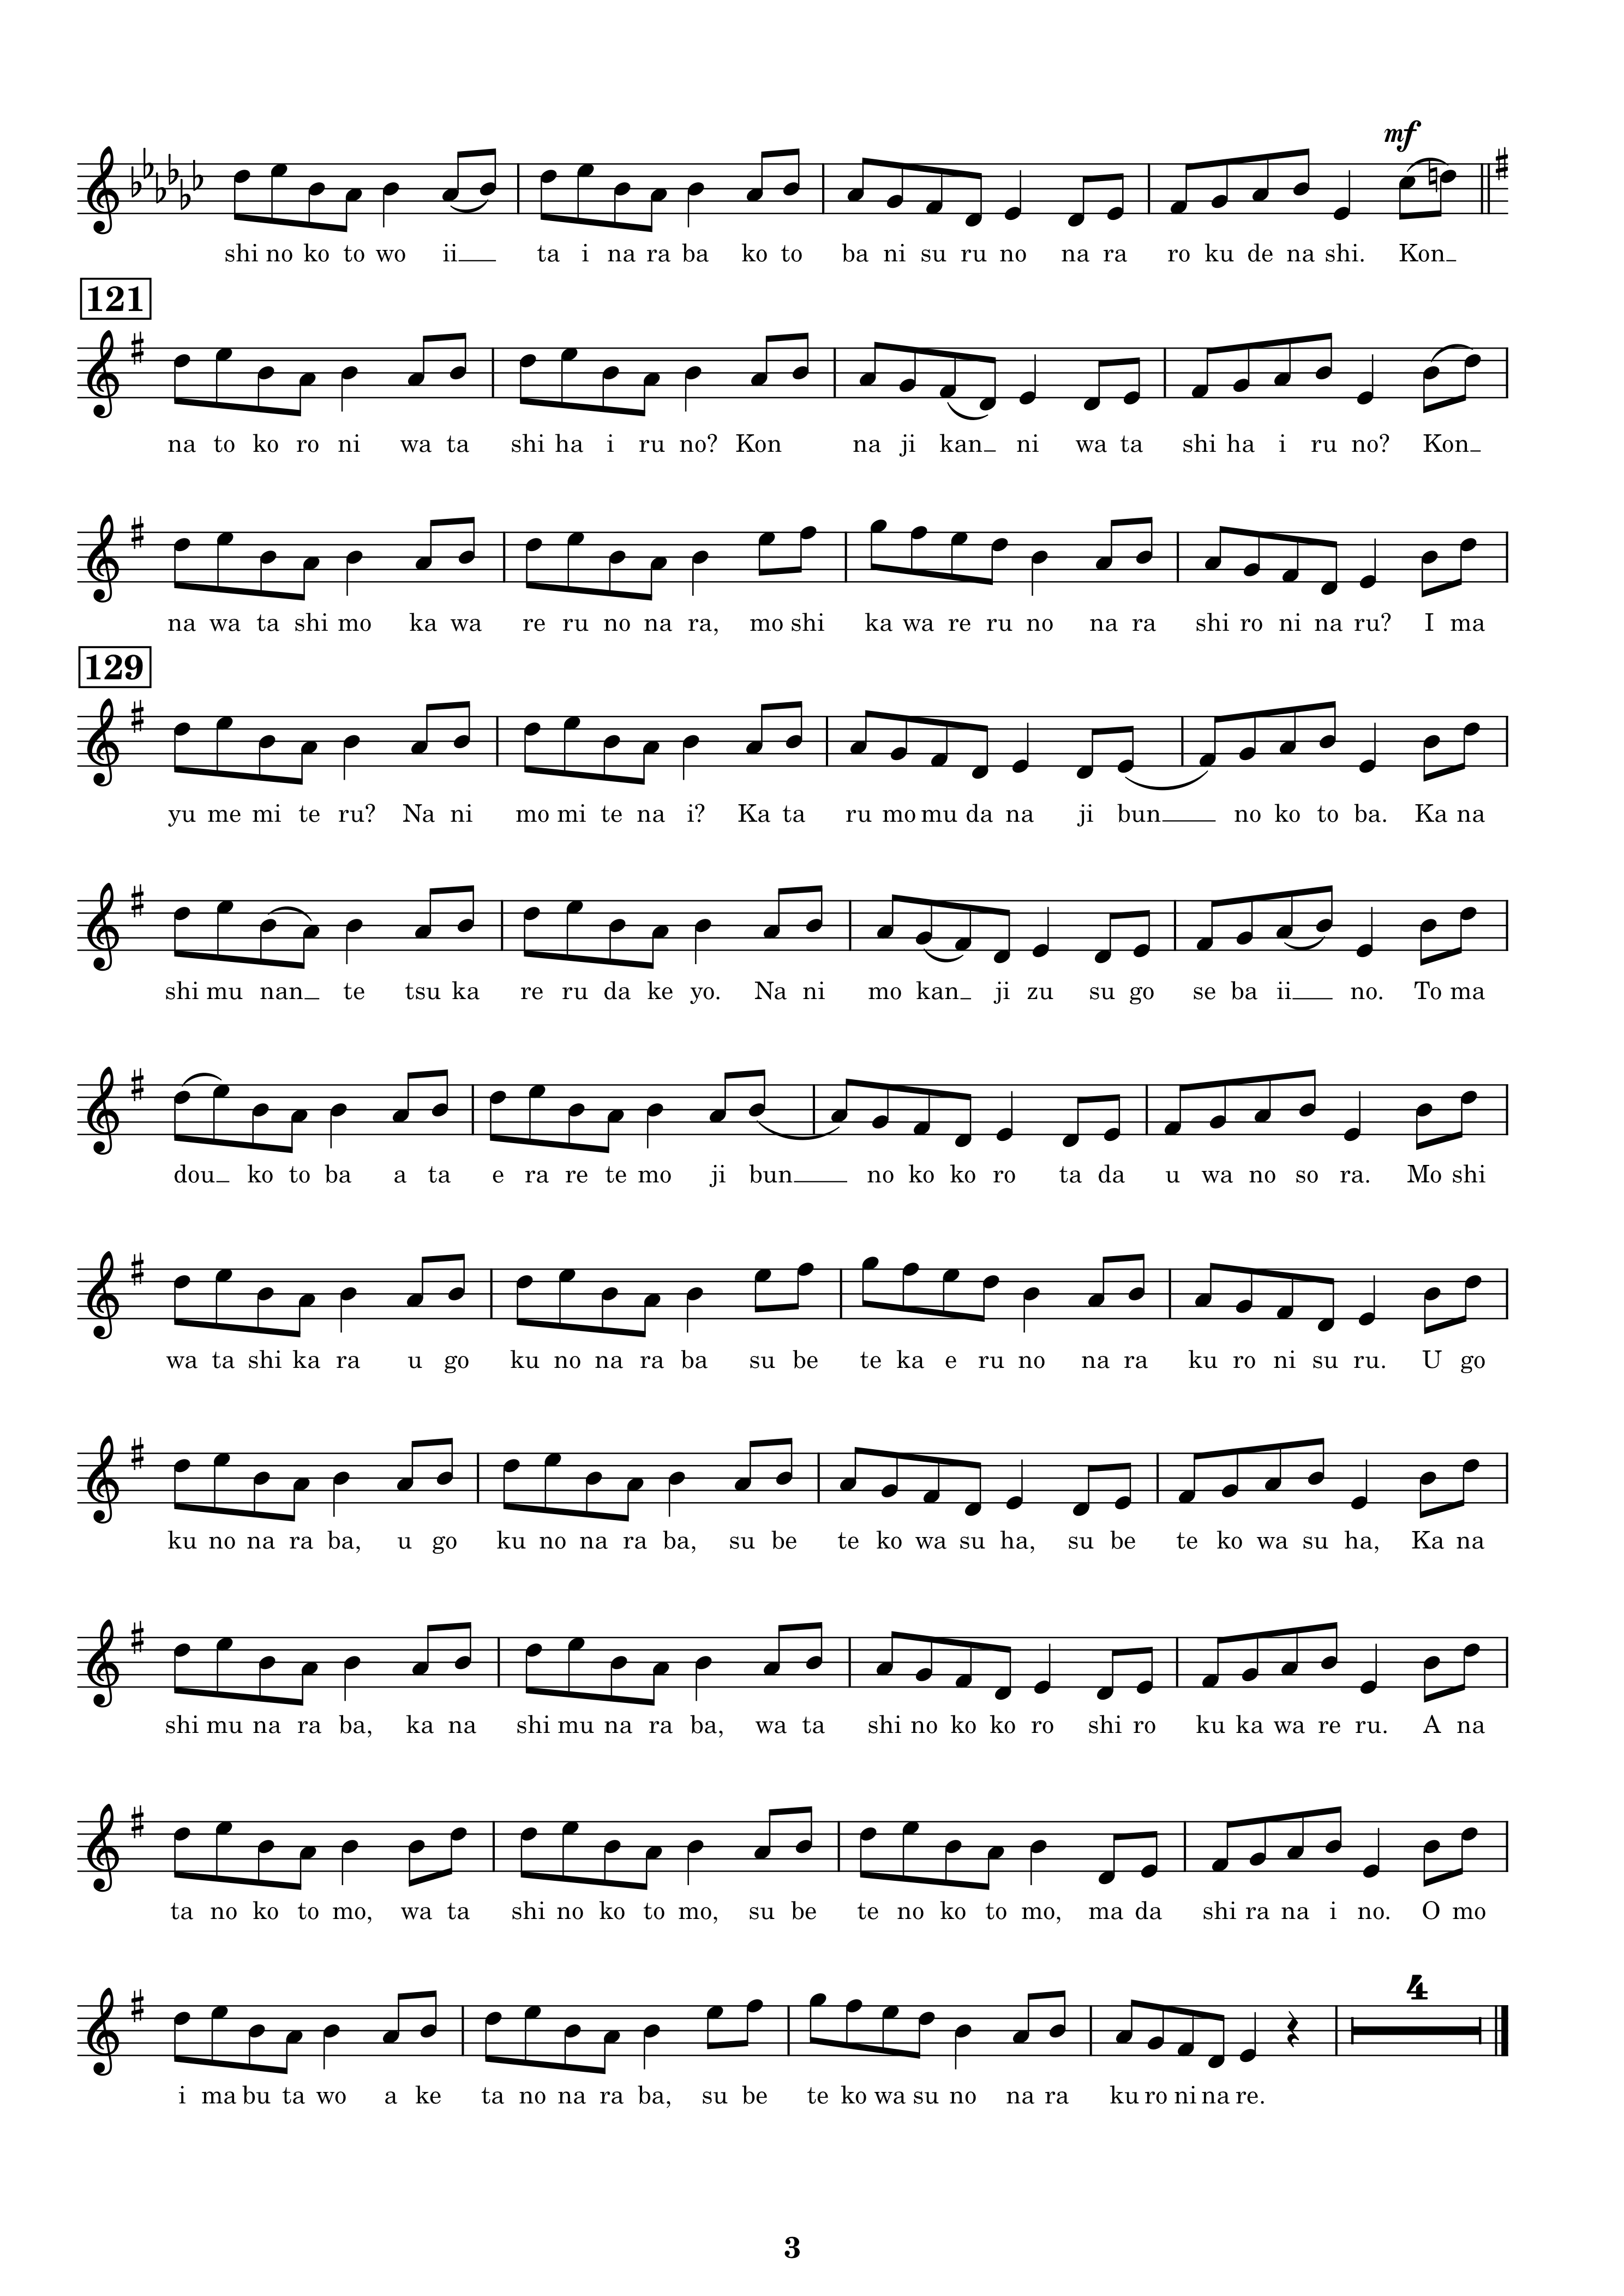 mf
shi no ko to wo ii ta i na ra ba ko to ba ni su ru no na ra ro ku de na shi. Kon
121
na to ko ro ni wa ta shi ha i ru no? Kon na ji kan ni wa ta shi ha i ru no? Kon
na wa ta shi mo ka wa re ru no na ra, mo shi ka wa re ru no na ra shi ro ni na ru? I ma
129
yu me mi te ru? Na ni mo mi te na i? Ka ta ru mo mu da na ji bun no ko to ba. Ka na
shi mu nan te tsu ka re ru da ke yo. Na ni mo kan ji zu su go se ba ii no. To ma
dou ko to ba a ta e ra re te mo ji bun no ko ko ro ta da u wa no so ra. Mo shi
wa ta shi ka ra u go ku no na ra ba su be te ka e ru no na ra ku ro ni su ru. U go
ku no na ra ba, u go ku no na ra ba, su be te ko wa su ha, su be te ko wa su ha, Ka na
shi mu na ra ba, ka na shi mu na ra ba, wa ta shi no ko ko ro shi ro ku ka wa re ru. A na
ta no ko to mo, wa ta shi no ko to mo, su be te no ko to mo, ma da shi ra na i no. O mo
4
i ma bu ta wo a ke ta no na ra ba, su be te ko wa su no na ra ku ro ni na re.
3